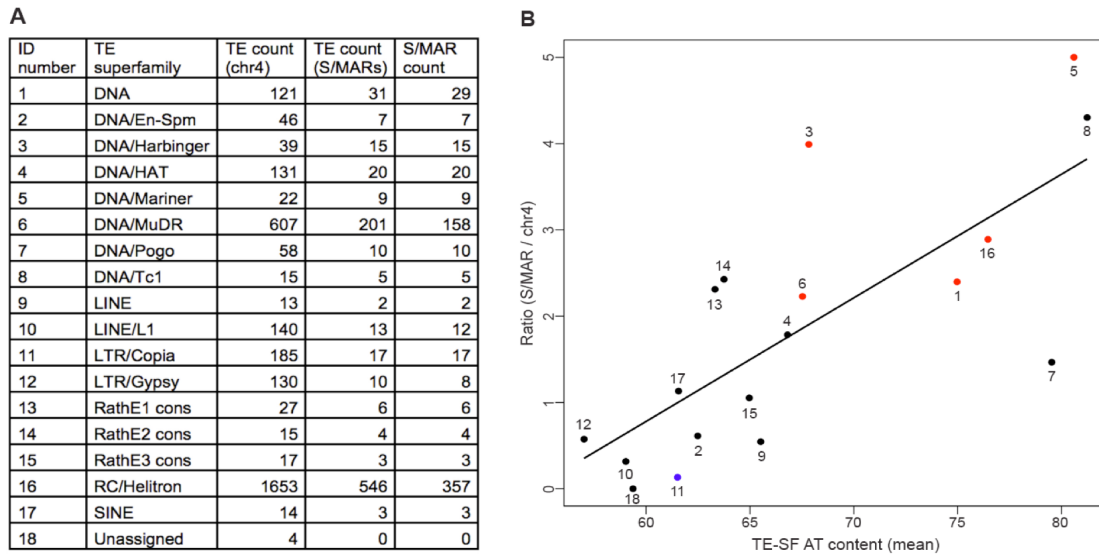 A
ID number TE superfamily TE count (chr4) TE count (S/MARs) S/MAR count
1 DNA 121 31 29
2 DNA/En-Spm 46 7 7
3 DNA/Harbinger 39 15 15
4 DNA/HAT 131 20 20
5 DNA/Mariner 22 9 9
6 DNA/MuDR 607 201 158
7 DNA/Pogo 58 10 10
8 DNA/Tc1 15 5 5
9 LINE 13 2 2
10 LINE/L1 140 13 12
11 LTR/Copia 185 17 17
12 LTR/Gypsy 130 10 8
13 RathE1 cons 27 6 6
14 RathE2 cons 15 4 4
15 RathE3 cons 17 3 3
16 RC/Helitron 1653 546 357
17 SINE 14 3 3
18 Unassigned 4 0 0
B
Ratio (S/MAR / chr4)
5
4
3
2
1
0
5
8
3
16
14
13
6
1
4
7
17
15
12
2
9
10
11
18
60 65 70 75 80
TE-SF AT content (mean)